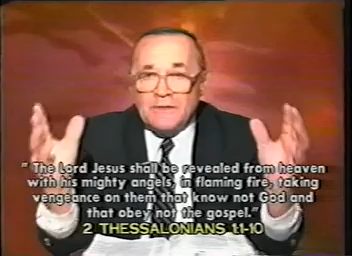 " The Lord Jesus shall be revealed from heaven
with his mighty angels, in flaming fire, taking
vengeance on them that know not God and
that obey not the gospel."
2 THESSALONIANS 1:1-10